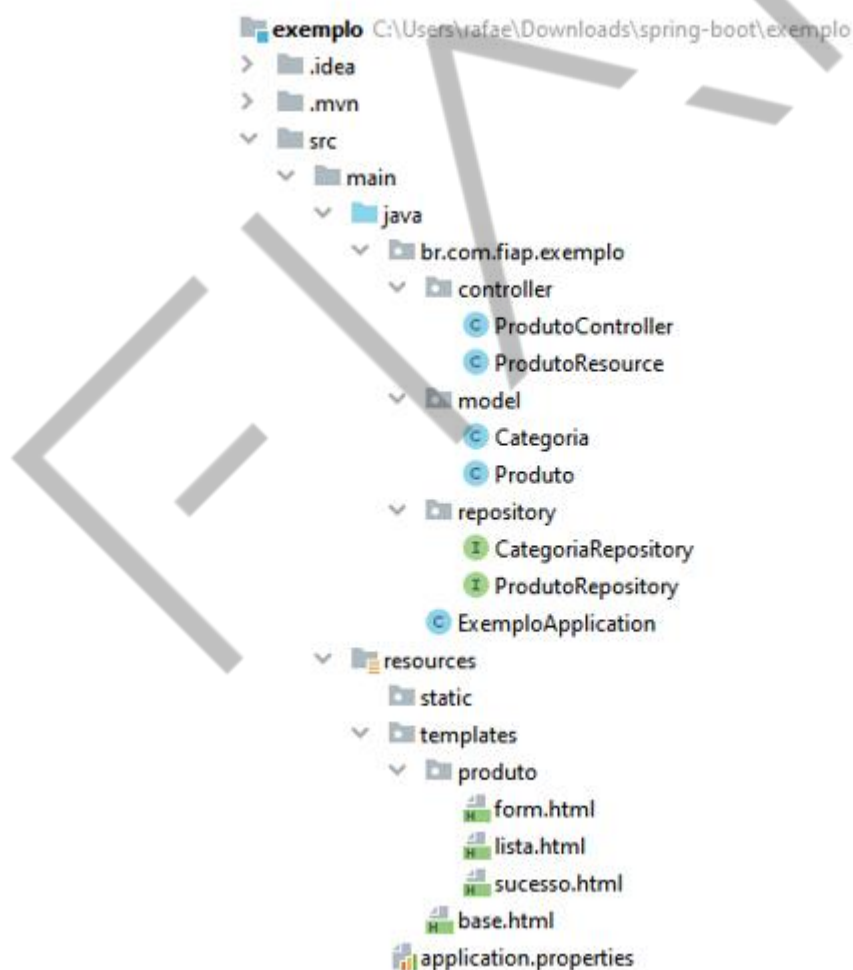 exemplo C:\Users\rafae\Downloads\spring-boot\exemplo
.idea
.mvn
src
main
java
br.com.fiap.exemplo
controller
ProdutoController
ProdutoResource
model
Categoria
Produto
repository
CategoriaRepository
ProdutoRepository
ExemploApplication
resources
static
templates
produto
form.html
lista.html
sucesso.html
base.html
application.properties